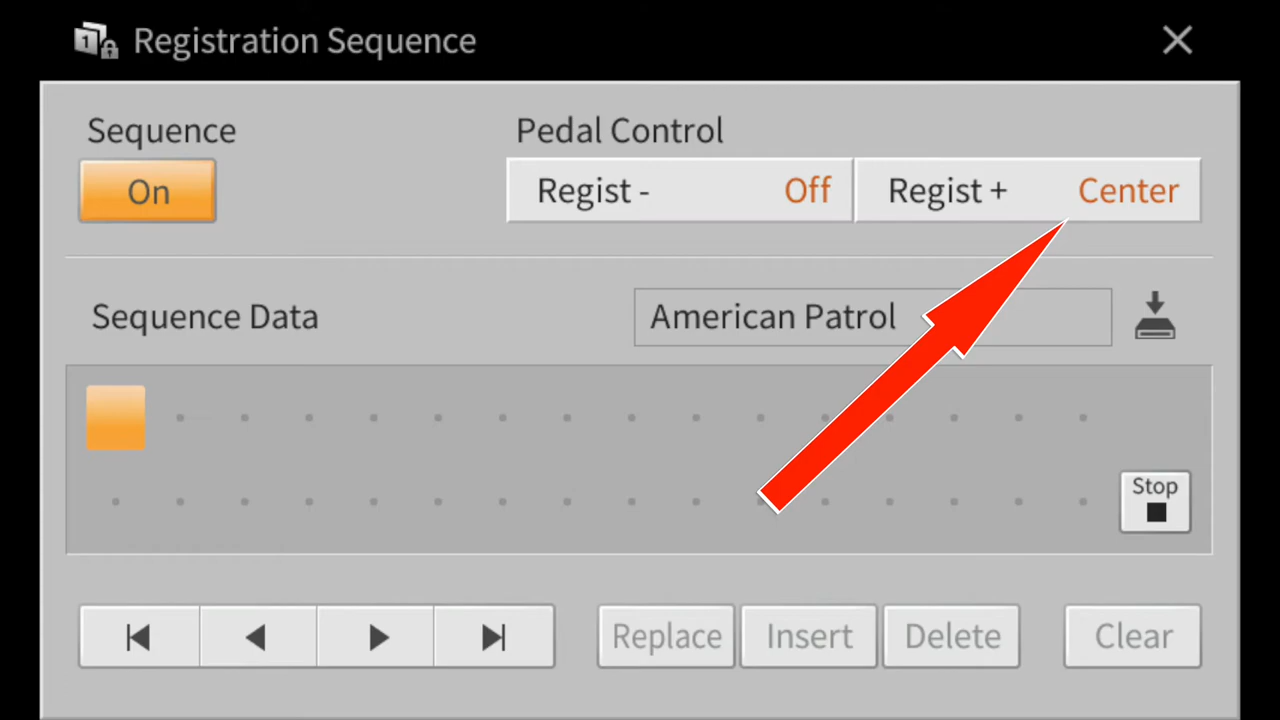 1 Registration Sequence
Sequence Pedal Control
On Regist - Off Regist + Center
Sequence Data American Patrol
Stop
Replace Insert Delete Clear